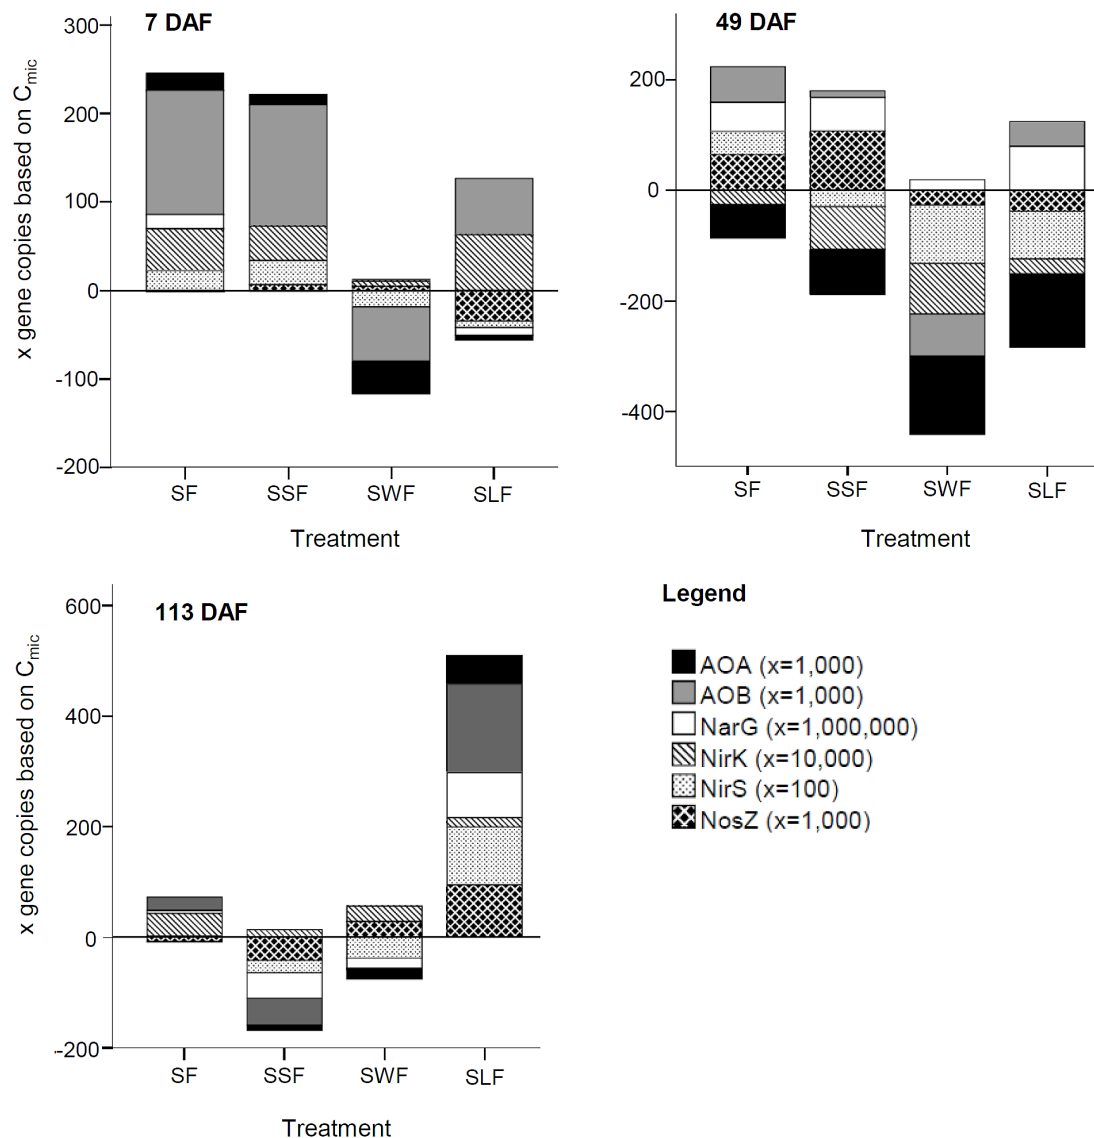 7 DAF
x gene copies based on Cmic
300
200
100
0
-100
-200
SF SSF SWF SLF
Treatment
49 DAF
200
0
-200
-400
SF SSF SWF SLF
Treatment
113 DAF
x gene copies based on Cmic
600
400
200
0
-200
SF SSF SWF SLF
Treatment
Legend
AOA (x=1,000)
AOB (x=1,000)
NarG (x=1,000,000)
NirK (x=10,000)
NirS (x=100)
NosZ (x=1,000)